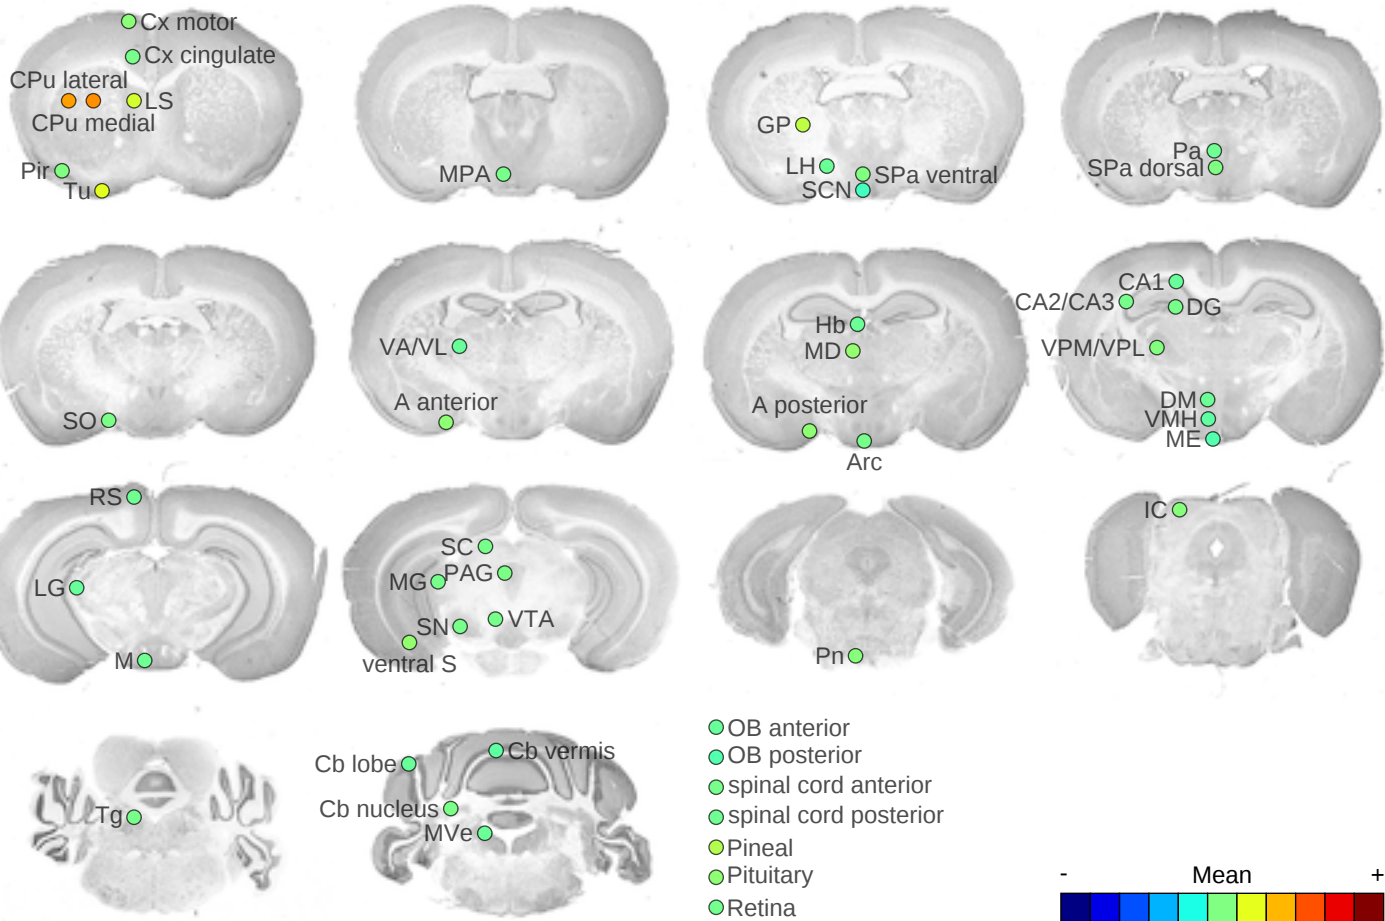 Cx motor
Cx cingulate
CPu lateral
LS
CPu medial
Pir
Tu
MPA
GP
LH
SPa ventral
SCN
Pa
SPa dorsal
SO
VA/VL
A anterior
Hb
MD
A posterior
Arc
CA1
CA2/CA3
DG
VPM/VPL
DM
VMH
ME
RS
LG
M
SC
MG
PAG
SN
VTA
ventral S
Pn
IC
Tg
Cb lobe
Cb vermis
Cb nucleus
MVe
OB anterior
OB posterior
spinal cord anterior
spinal cord posterior
Pineal
Pituitary
Retina
- Mean +